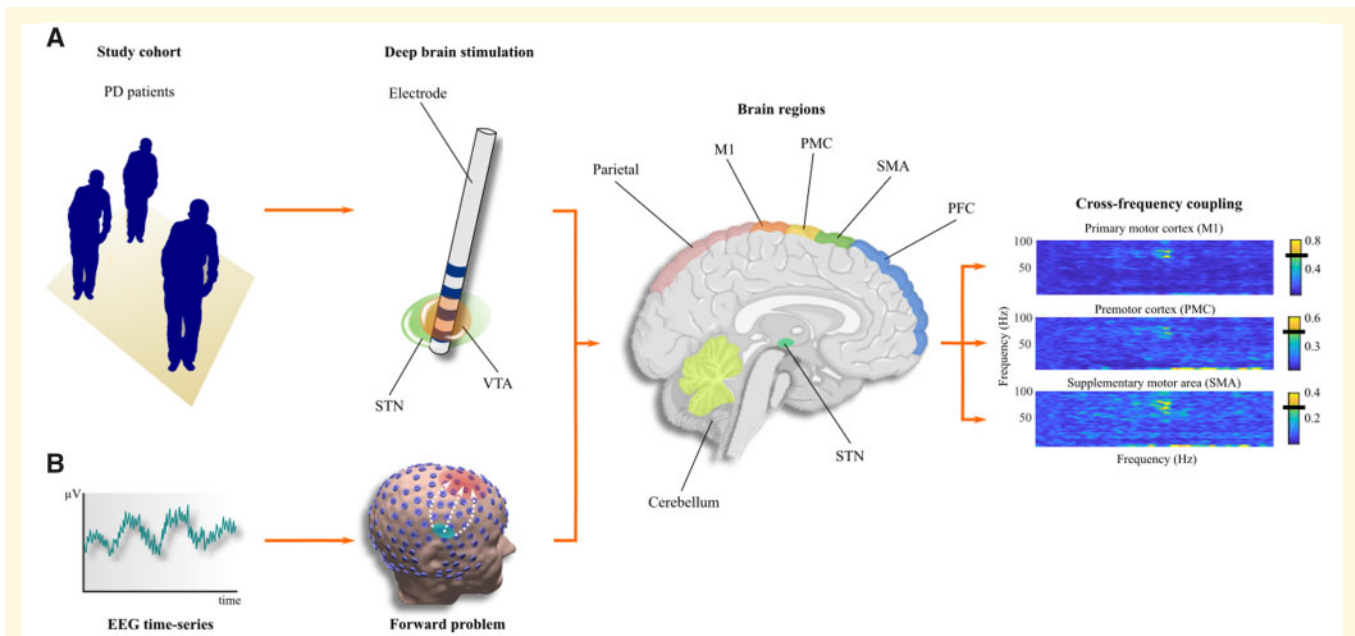 A
Study cohort
PD patients
Deep brain stimulation
Electrode
STN
VTA
Brain regions
Parietal
M1
PMC
SMA
PFC
STN
Cerebellum
Cross-frequency coupling
Primary motor cortex (M1)
100
50
0.8
0.4
Premotor cortex (PMC)
100
50
0.6
0.3
Supplementary motor area (SMA)
100
50
0.4
0.2
Frequency (Hz)
Frequency (Hz)
B
µV
time
EEG time-series
Forward problem